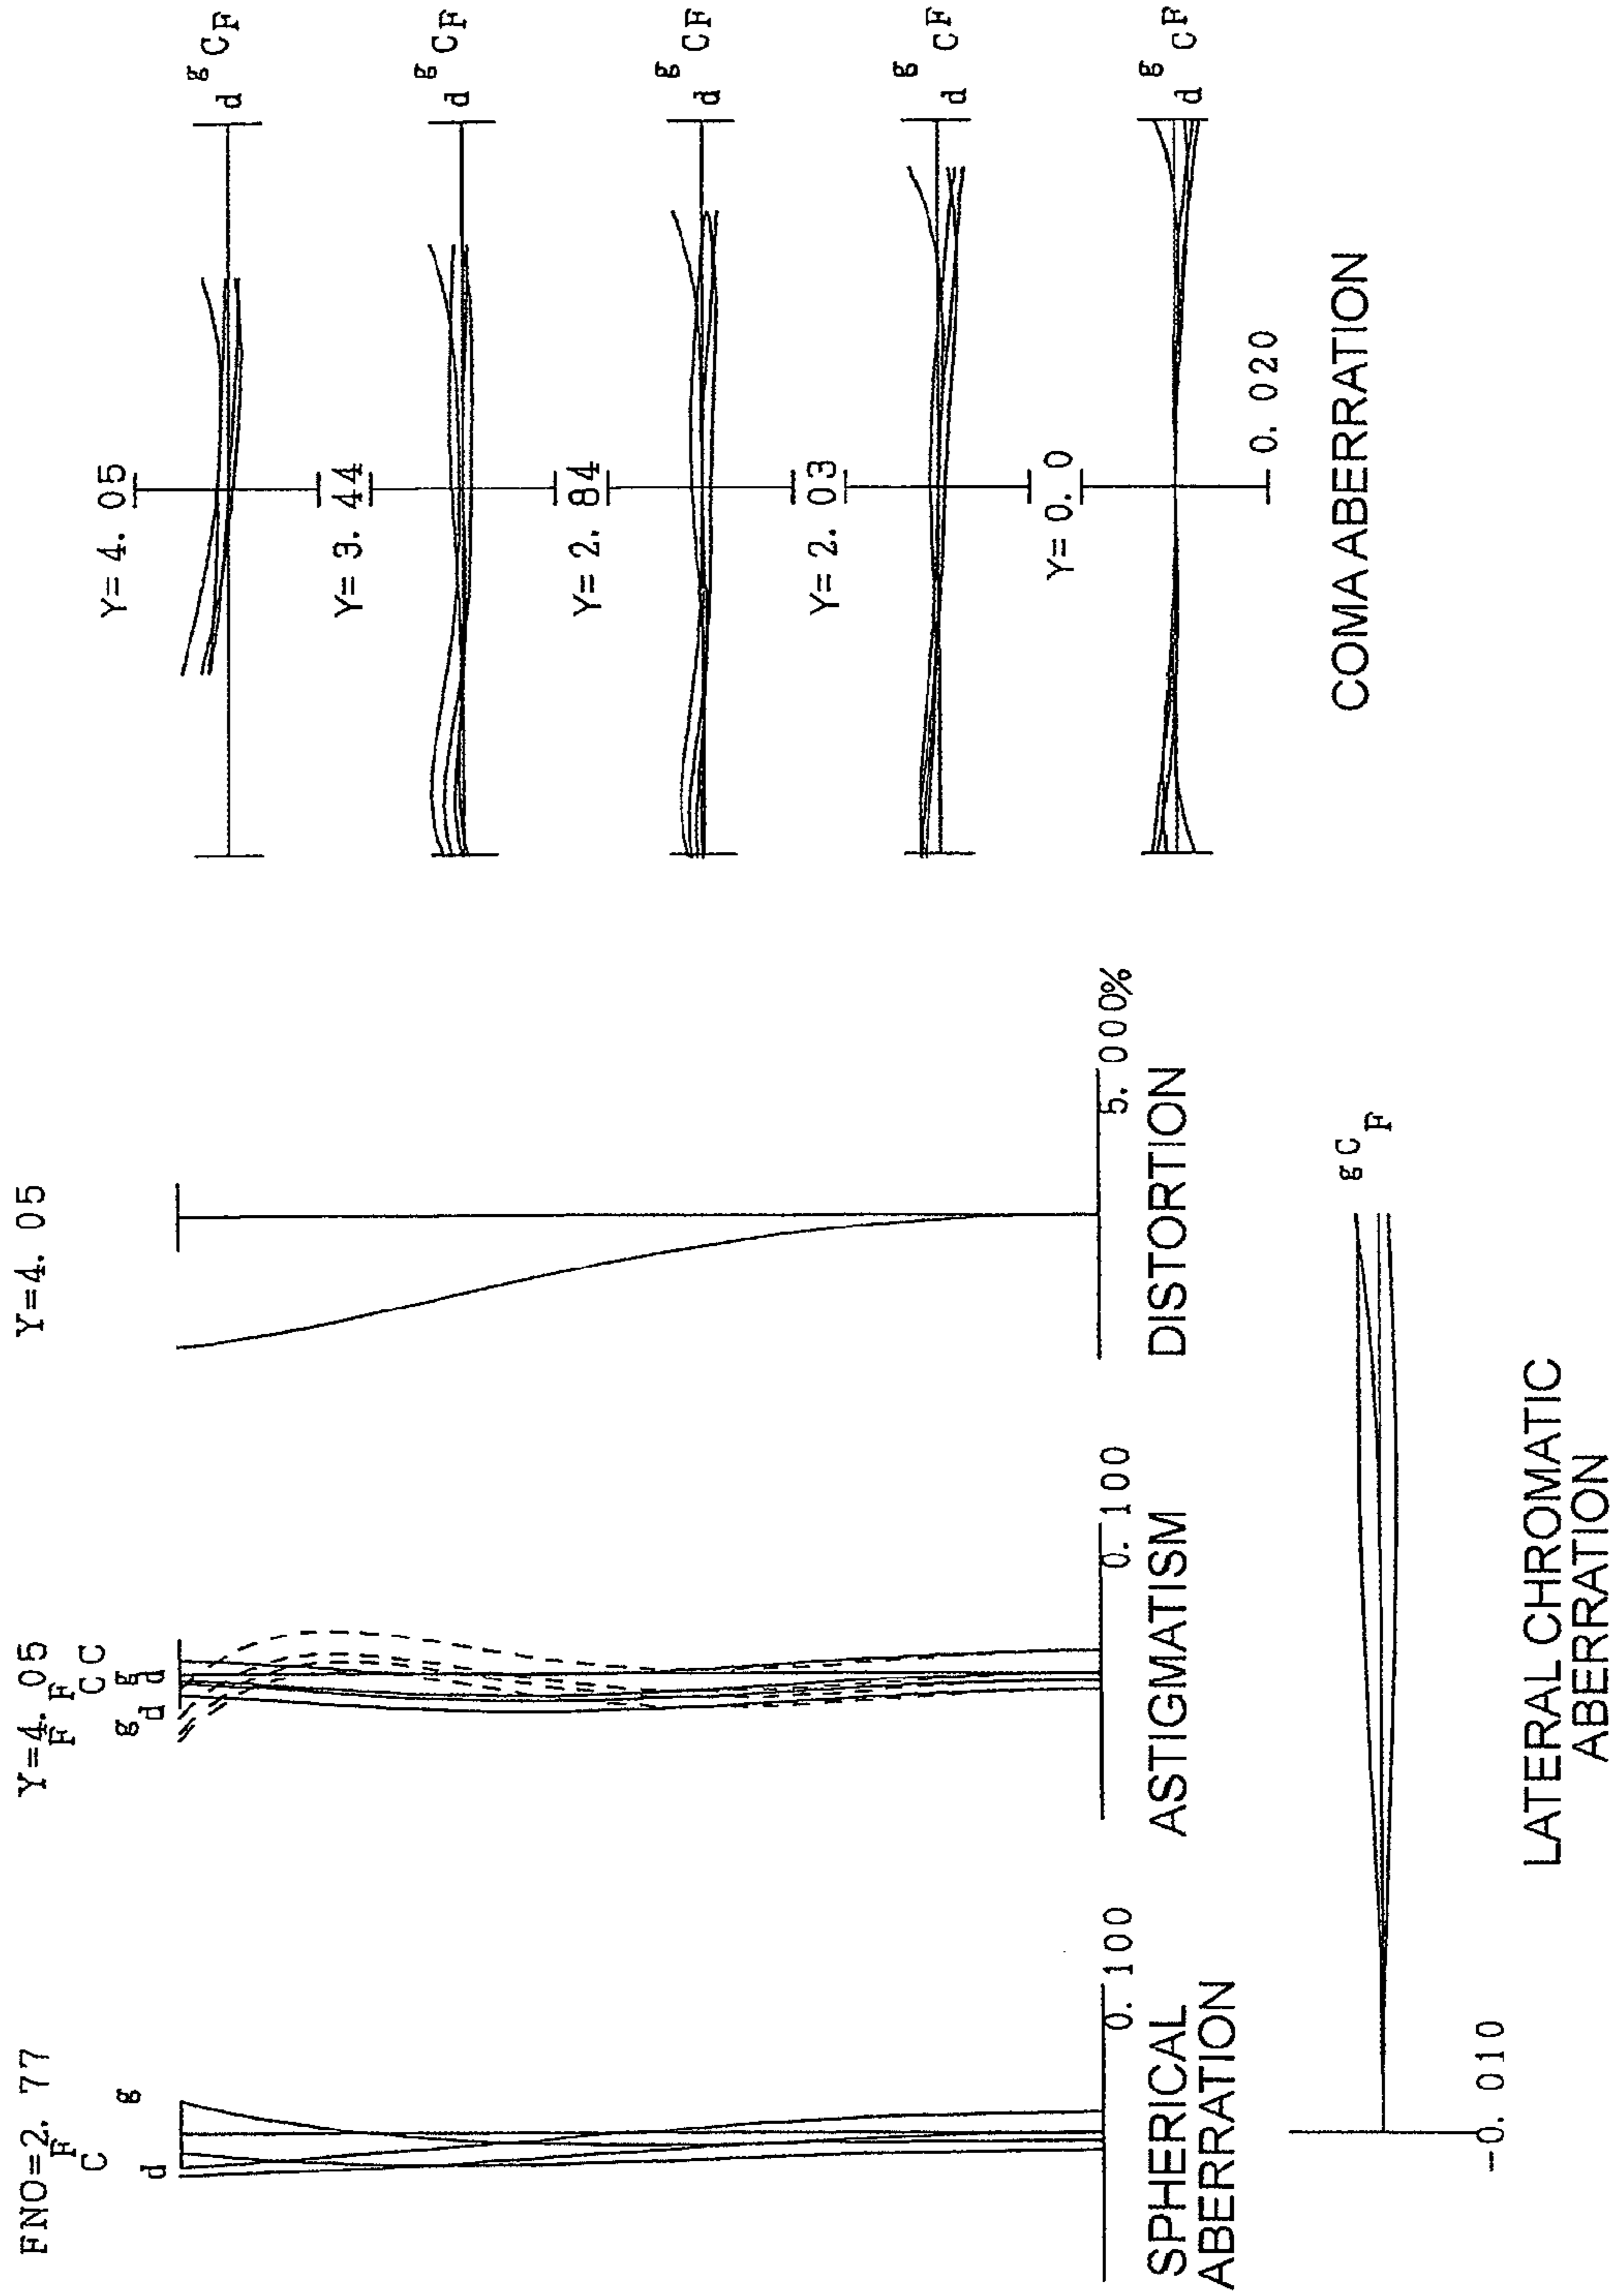 FNO=2. 77
F
C
d
g
0. 100
SPHERICAL
ABERRATION
Y=4. 05
F F
C C
g g
d d
0. 100
ASTIGMATISM
Y=4. 05
5. 000%
DISTORTION
Y=4. 05
g
d
C F
Y=3. 44
g
d
C F
Y=2. 84
g
d
C F
Y=2. 03
g
d
C F
Y=0. 0
g
d
C F
0. 020
COMA ABERRATION
g C
F
-0. 010
LATERAL CHROMATIC
ABERRATION